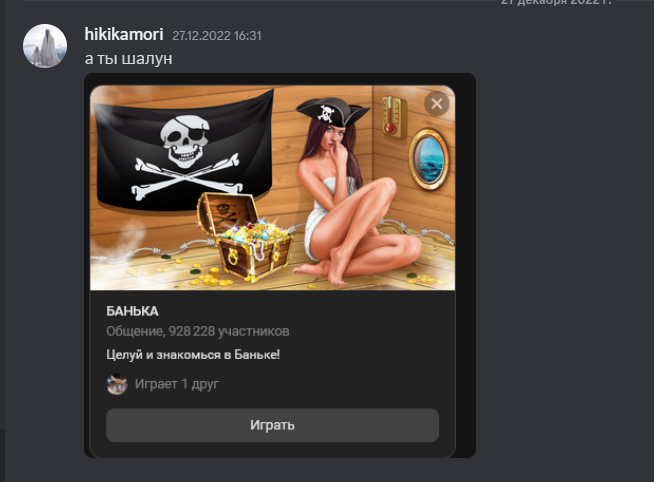 27 декабря 2022 г.
hikikamori 27.12.2022 16:31
а ты шалун
БАНЬКА
Общение, 928 228 участников
Целуй и знакомься в Баньке!
Играет 1 друг
Играть